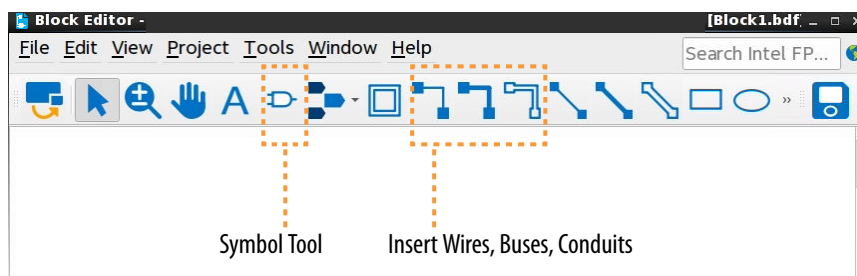 Block Editor - [Block1.bdf]
File Edit View Project Tools Window Help Search Intel FP...
A »
Symbol Tool Insert Wires, Buses, Conduits